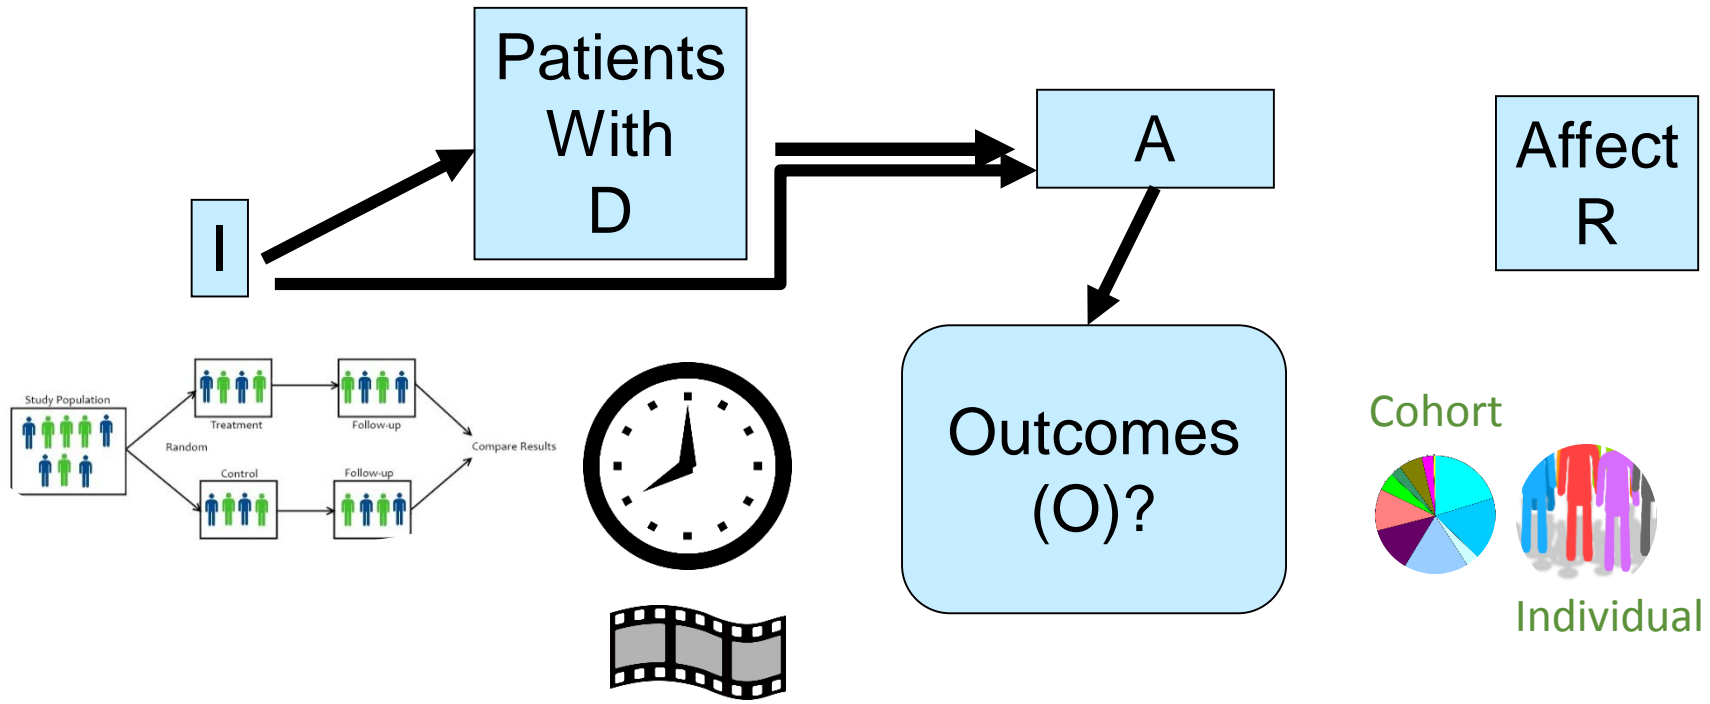 Patients
With
D
A
Affect
R
I
Study Population
Treatment
Follow-up
Random
Compare Results
Control
Follow-up
Outcomes
(O)?
Cohort
Individual